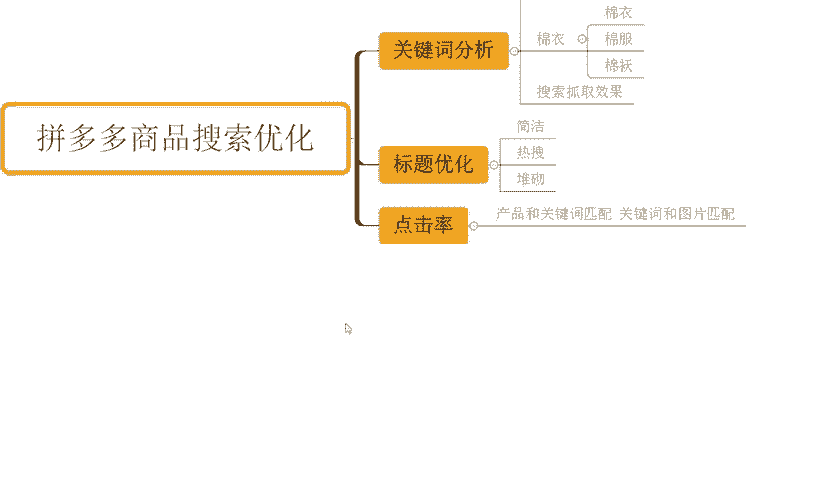 拼多多商品搜索优化
关键词分析
棉衣
棉衣
棉服
棉袄
搜索抓取效果
标题优化
简洁
热搜
堆砌
点击率
产品和关键词匹配 关键词和图片匹配